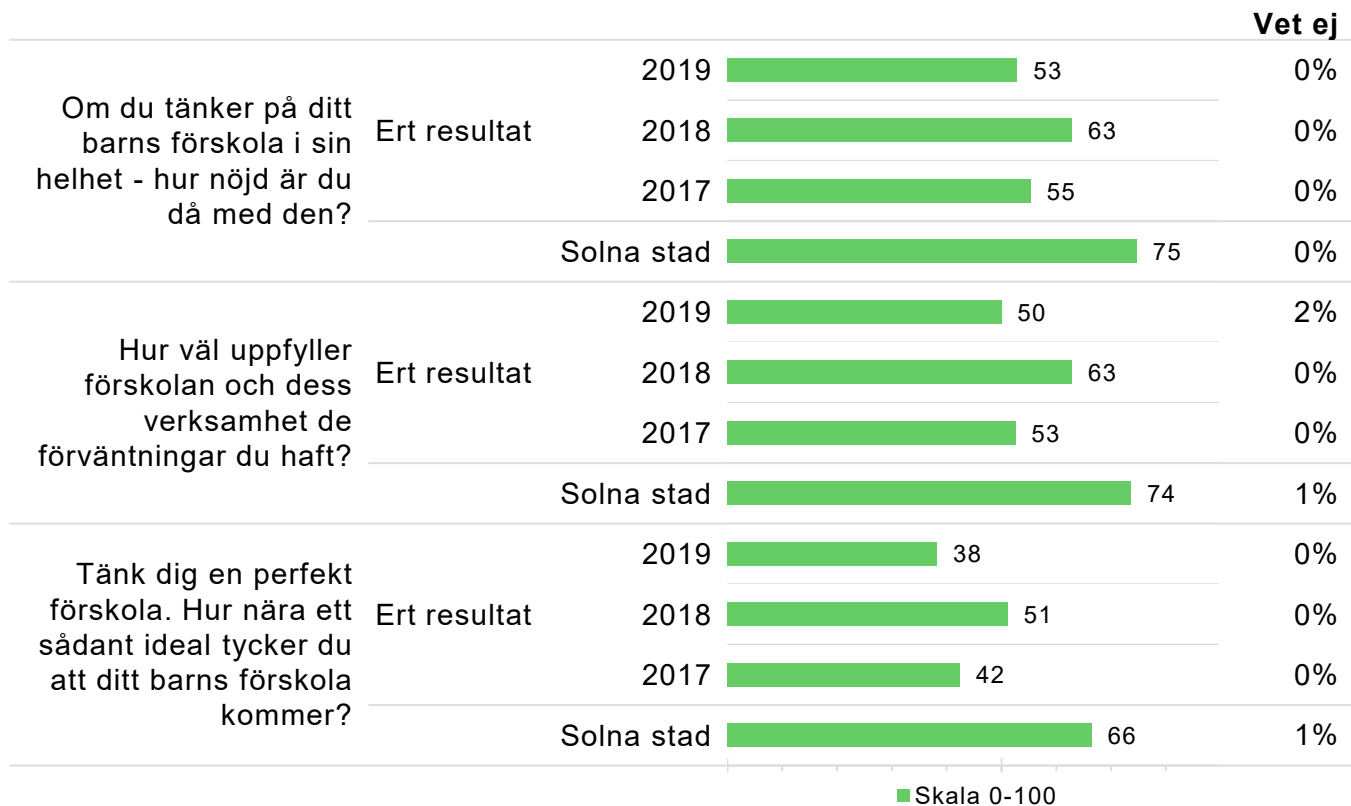 Vet ej
Om du tänker på ditt
barns förskola i sin
helhet - hur nöjd är du
då med den?
Ert resultat
2019 53 0%
2018 63 0%
2017 55 0%
Solna stad 75 0%
Hur väl uppfyller
förskolan och dess
verksamhet de
förväntningar du haft?
Ert resultat
2019 50 2%
2018 63 0%
2017 53 0%
Solna stad 74 1%
Tänk dig en perfekt
förskola. Hur nära ett
sådant ideal tycker du
att ditt barns förskola
kommer?
Ert resultat
2019 38 0%
2018 51 0%
2017 42 0%
Solna stad 66 1%
Skala 0-100